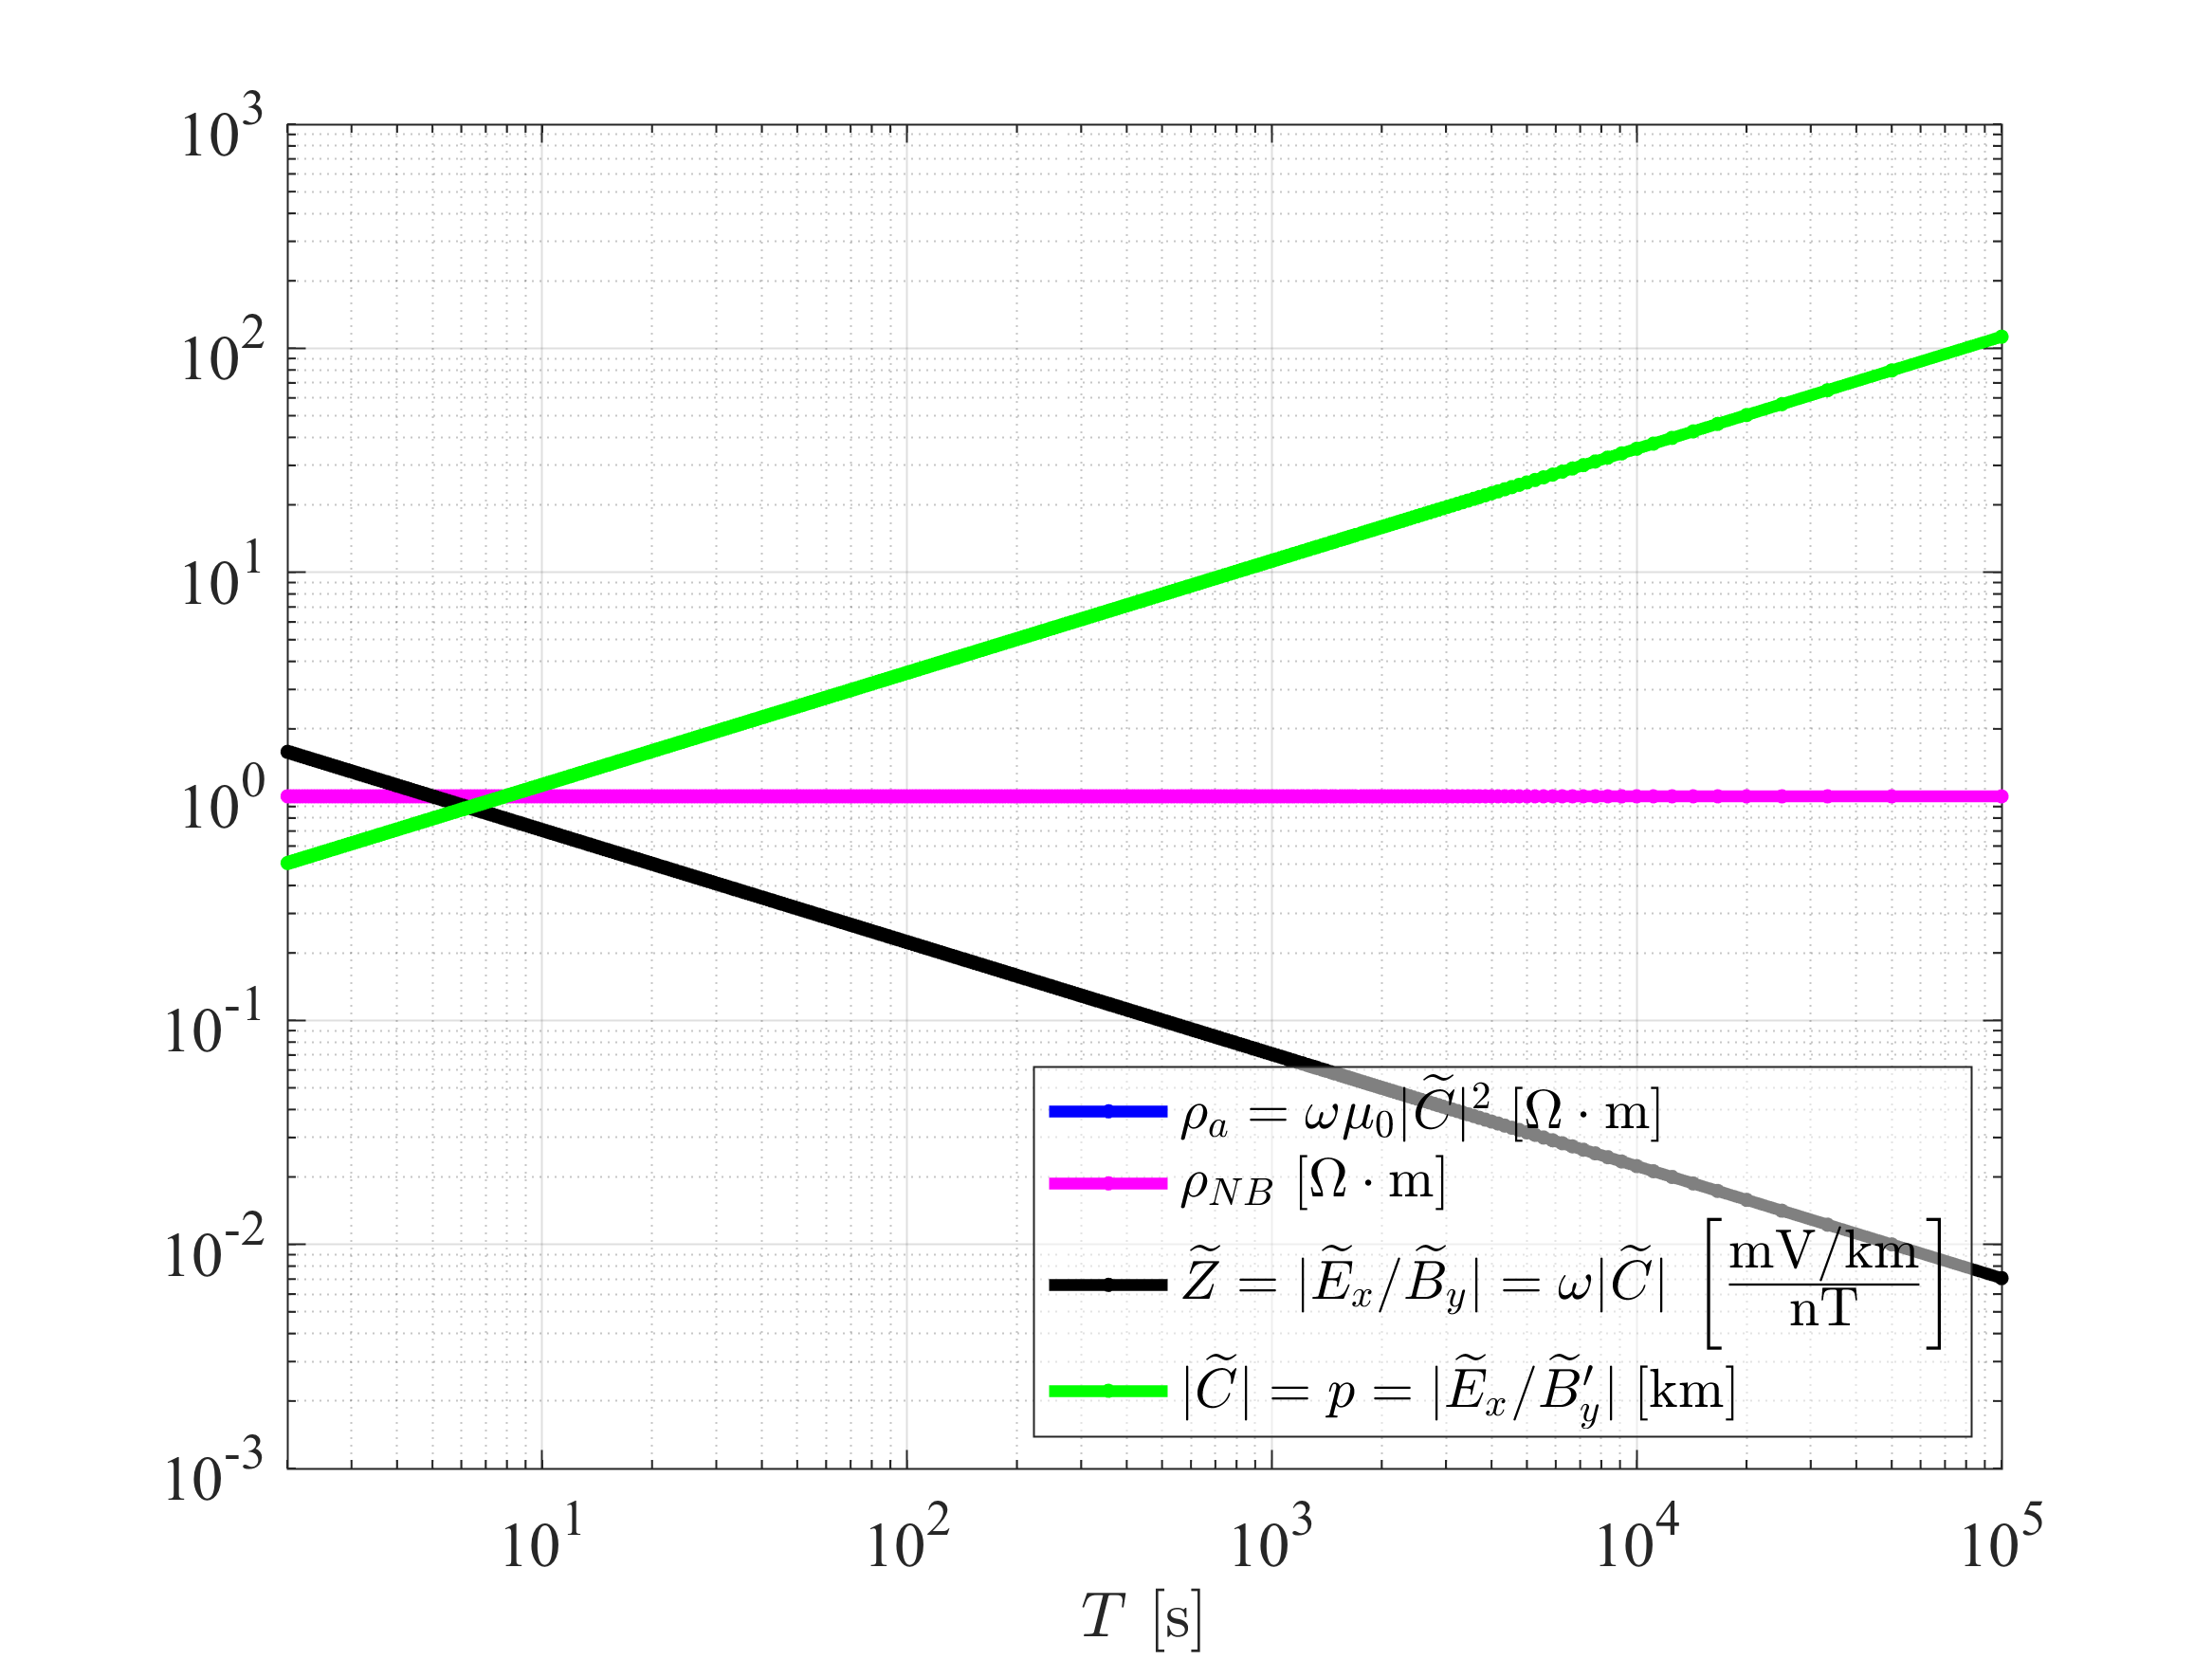 10^3
10^2
10^1
10^0
10^-1
10^-2
10^-3
ρ_a = ωμ_0|C̃|^2 [Ω · m]
ρ_NB [Ω · m]
Z̃ = |Ẽ_x/B̃_y| = ω|C̃| [mV/km / nT]
|C̃| = p = |Ẽ_x/B̃′_y| [km]
10^1 10^2 10^3 10^4 10^5
T [s]